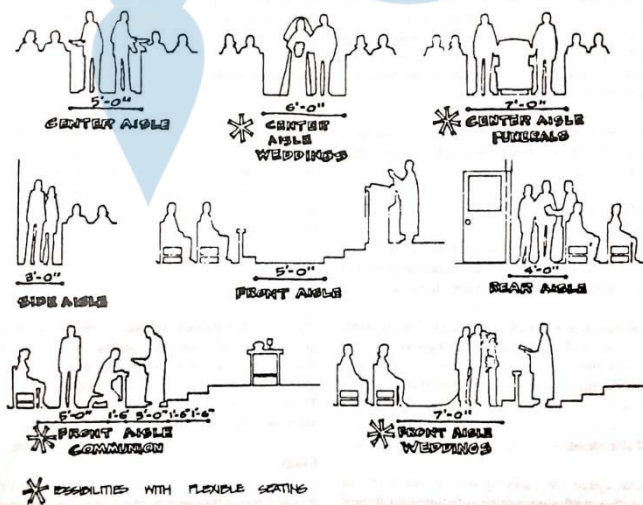 5'-0"
CENTER AISLE
6'-0"
CENTER
AISLE
WEDDINGS
7'-0"
CENTER AISLE
FUNERALS
3'-0"
SIDE AISLE
5'-0"
FRONT AISLE
4'-0"
REAR AISLE
5'-0" 1'-6" 3'-0" 1'-6" 1'-6"
FRONT AISLE
COMMUNION
7'-0"
FRONT AISLE
WEDDINGS
POSSIBILITIES WITH FLEXIBLE SEATING